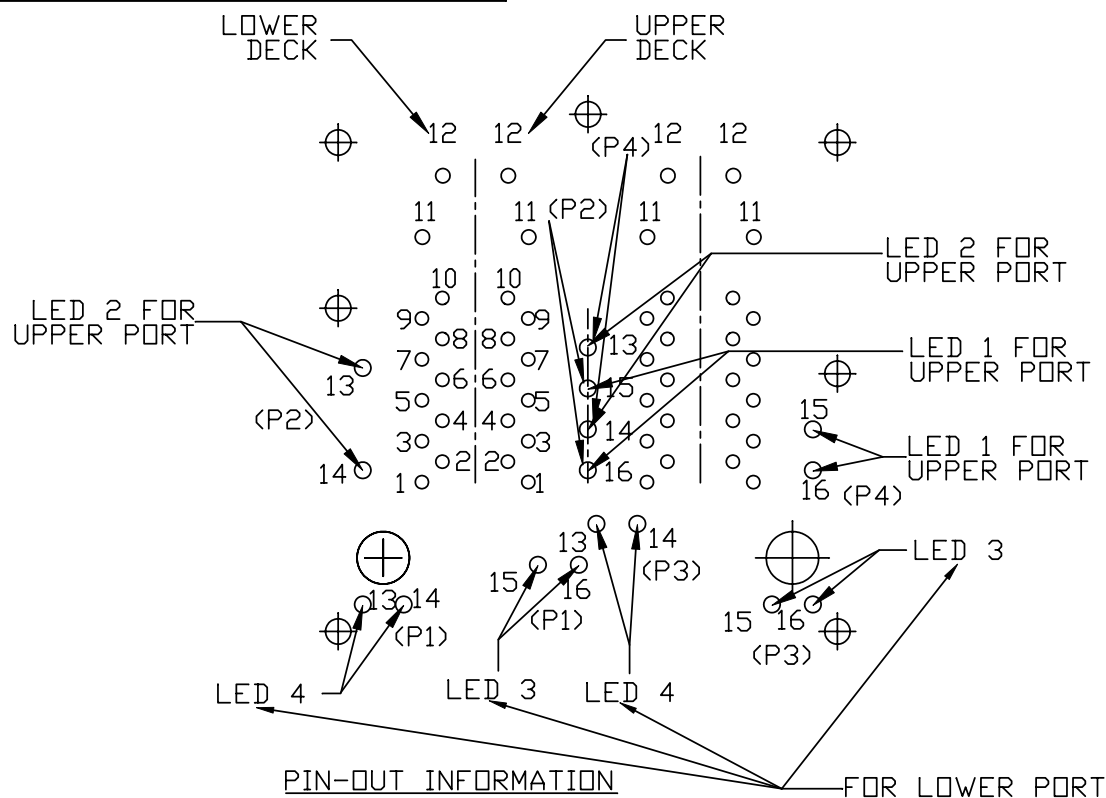 LOWER
DECK
UPPER
DECK
12 12 12 12
(P4)
11 11 (P2) 11 11
LED 2 FOR
UPPER PORT
10 10
LED 2 FOR
UPPER PORT
9 9
8 8
13
7 7
LED 1 FOR
UPPER PORT
13
6 6
15
5 5
(P2)
4 4
14
15
3 3
LED 1 FOR
UPPER PORT
14
2 2
16
1 1
16 (P4)
13
14
LED 3
(P3)
15
16
13 14
(P1)
(P1)
15 16
(P3)
LED 4
LED 3
LED 4
PIN-OUT INFORMATION
FOR LOWER PORT